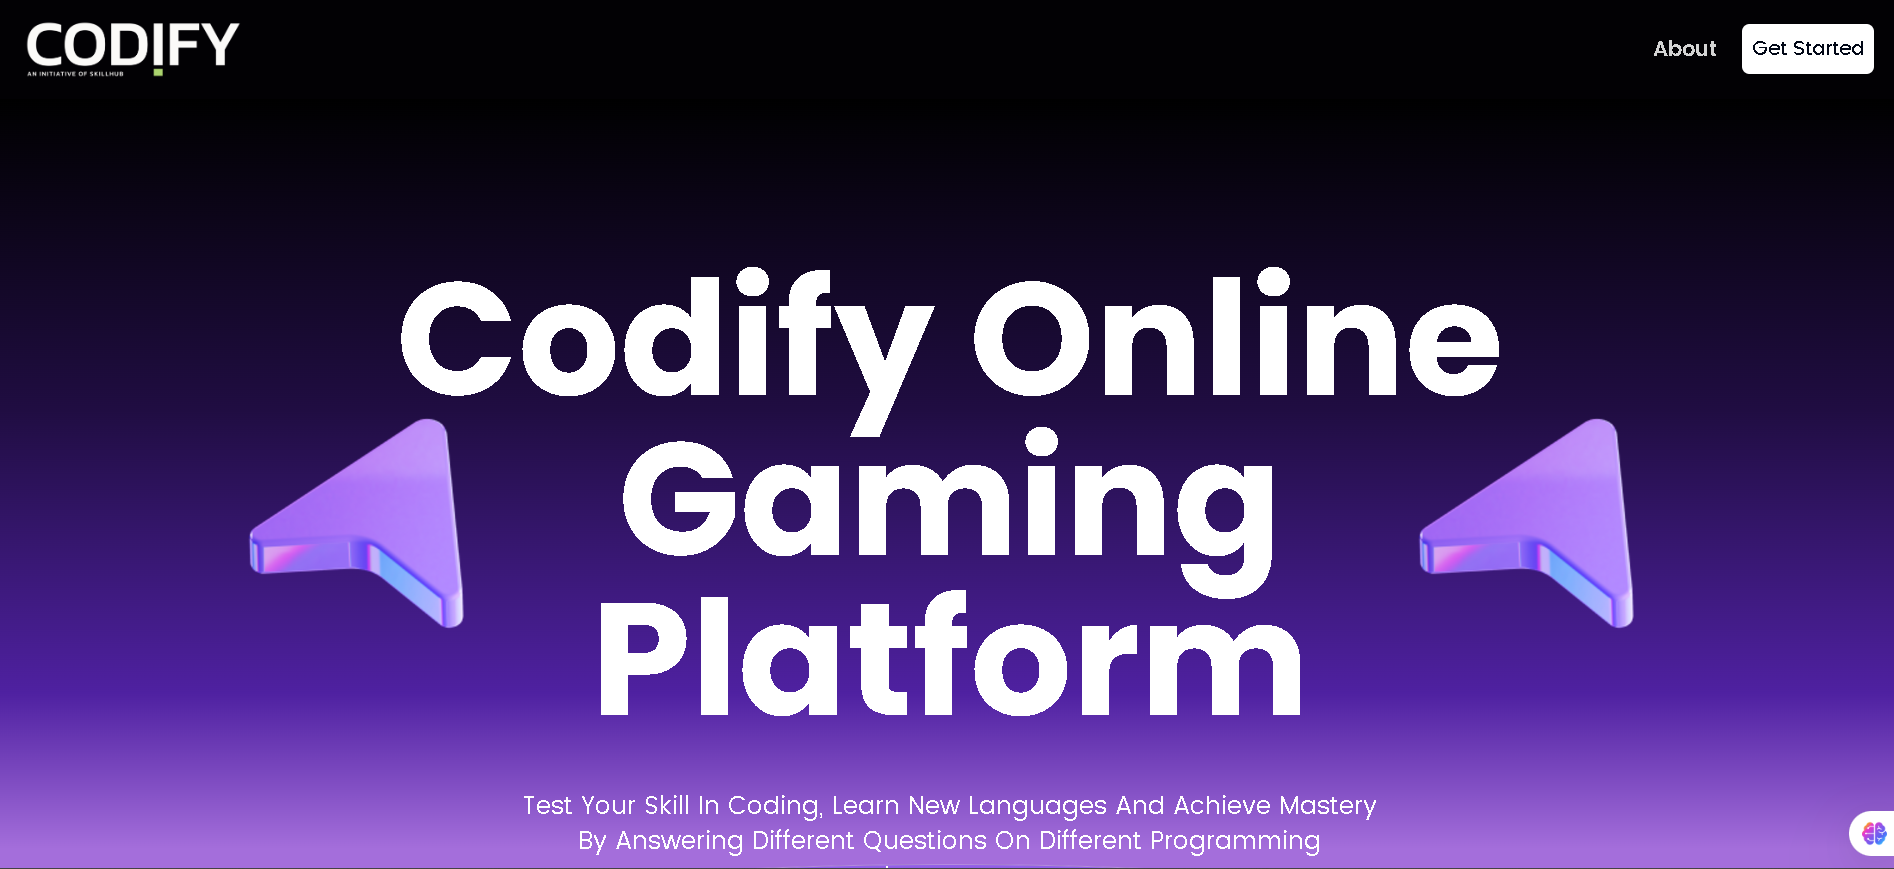 CODIFY
AN INITIATIVE OF SKILLHUB
About
Get Started
Codify Online
Gaming
Platform
Test Your Skill In Coding, Learn New Languages And Achieve Mastery
By Answering Different Questions On Different Programming